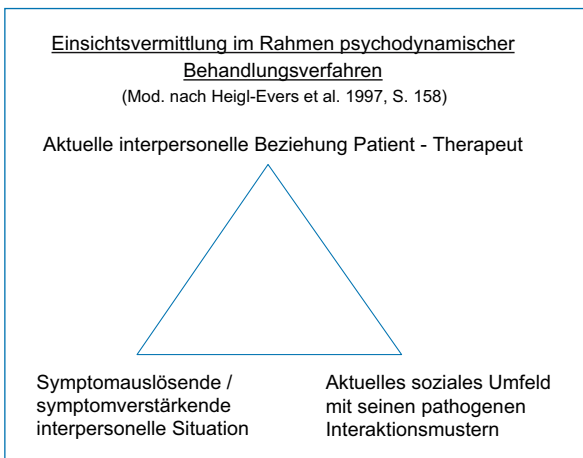 Einsichtsvermittlung im Rahmen psychodynamischer
Behandlungsverfahren
(Mod. nach Heigl-Evers et al. 1997, S. 158)
Aktuelle interpersonelle Beziehung Patient - Therapeut
Symptomauslösende /
symptomverstärkende
interpersonelle Situation
Aktuelles soziales Umfeld
mit seinen pathogenen
Interaktionsmustern